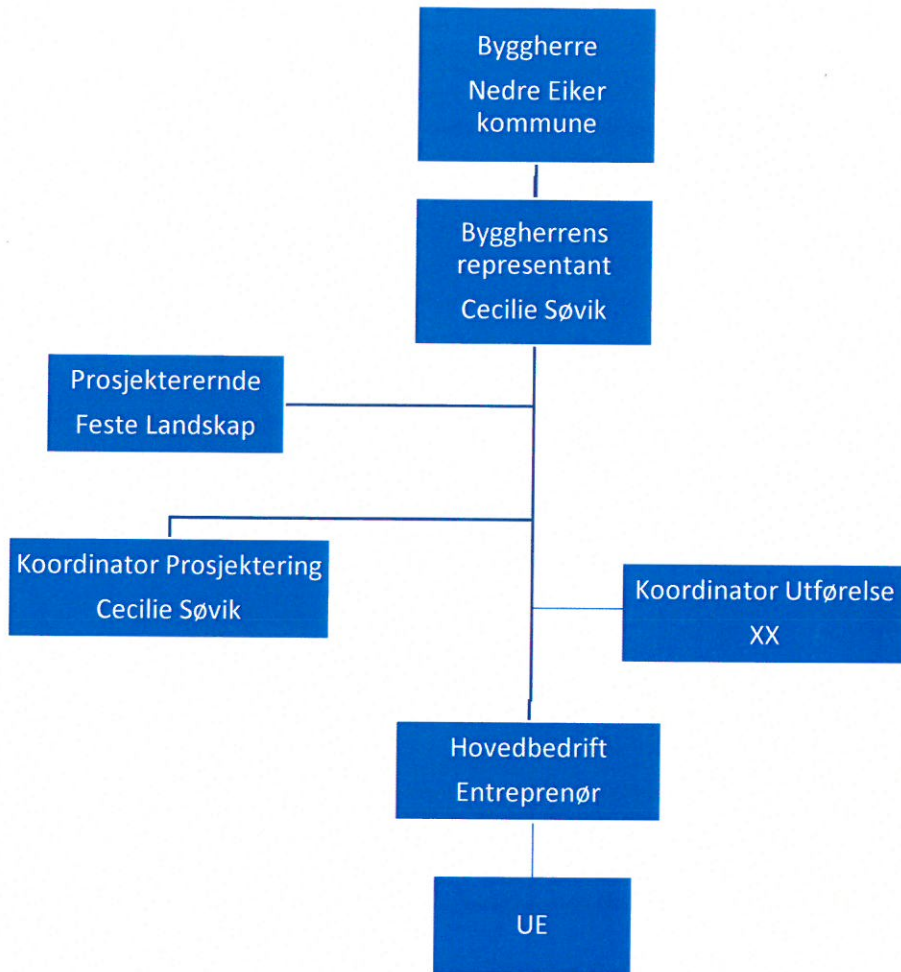 Byggherre
Nedre Eiker
kommune
Byggherrens
representant
Cecilie Søvik
Prosjekterernde
Feste Landskap
Koordinator Prosjektering
Cecilie Søvik
Koordinator Utførelse
XX
Hovedbedrift
Entreprenør
UE